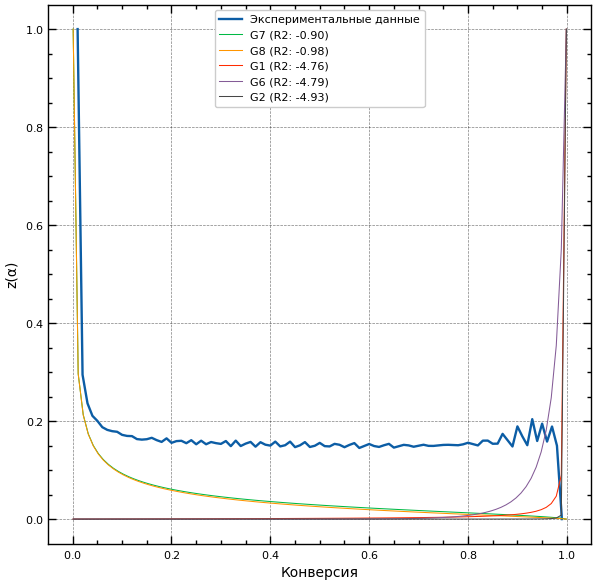 Экспериментальные данные
G7 (R2: -0.90)
G8 (R2: -0.98)
G1 (R2: -4.76)
G6 (R2: -4.79)
G2 (R2: -4.93)
1.0
0.8
0.6
0.4
0.2
0.0
z(α)
0.0 0.2 0.4 0.6 0.8 1.0
Конверсия